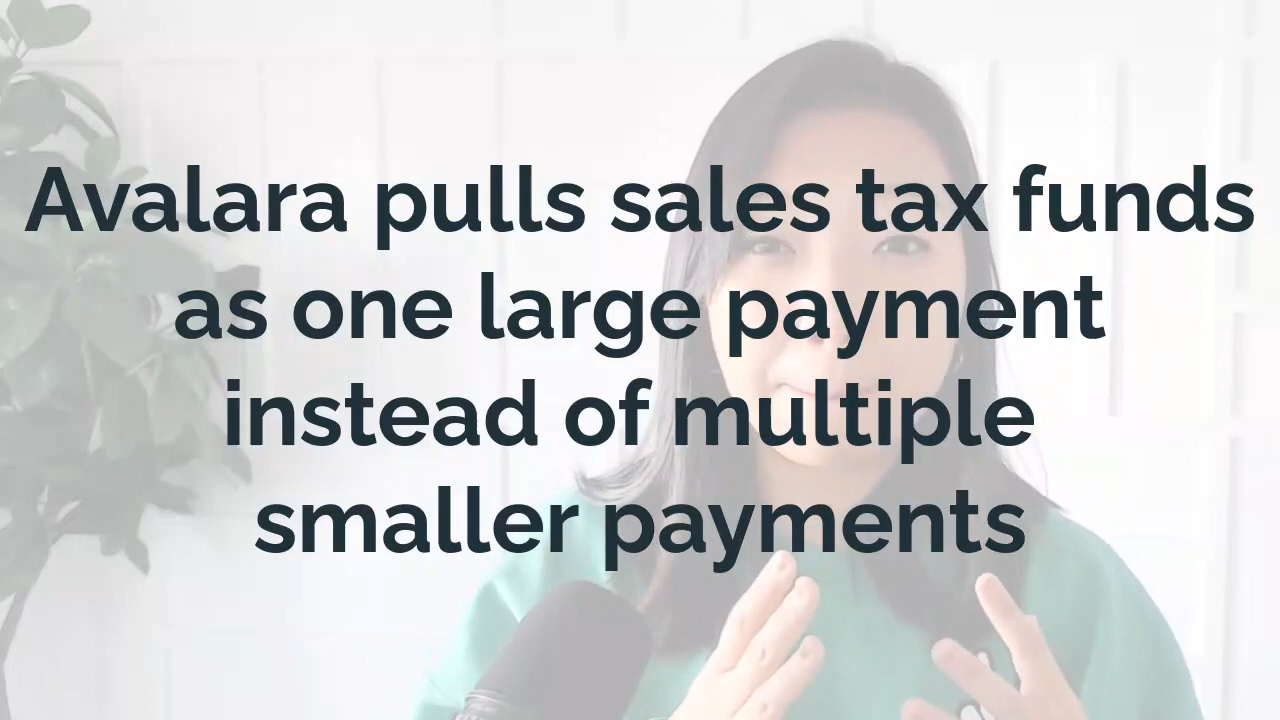 Avalara pulls sales tax funds
as one large payment
instead of multiple
smaller payments